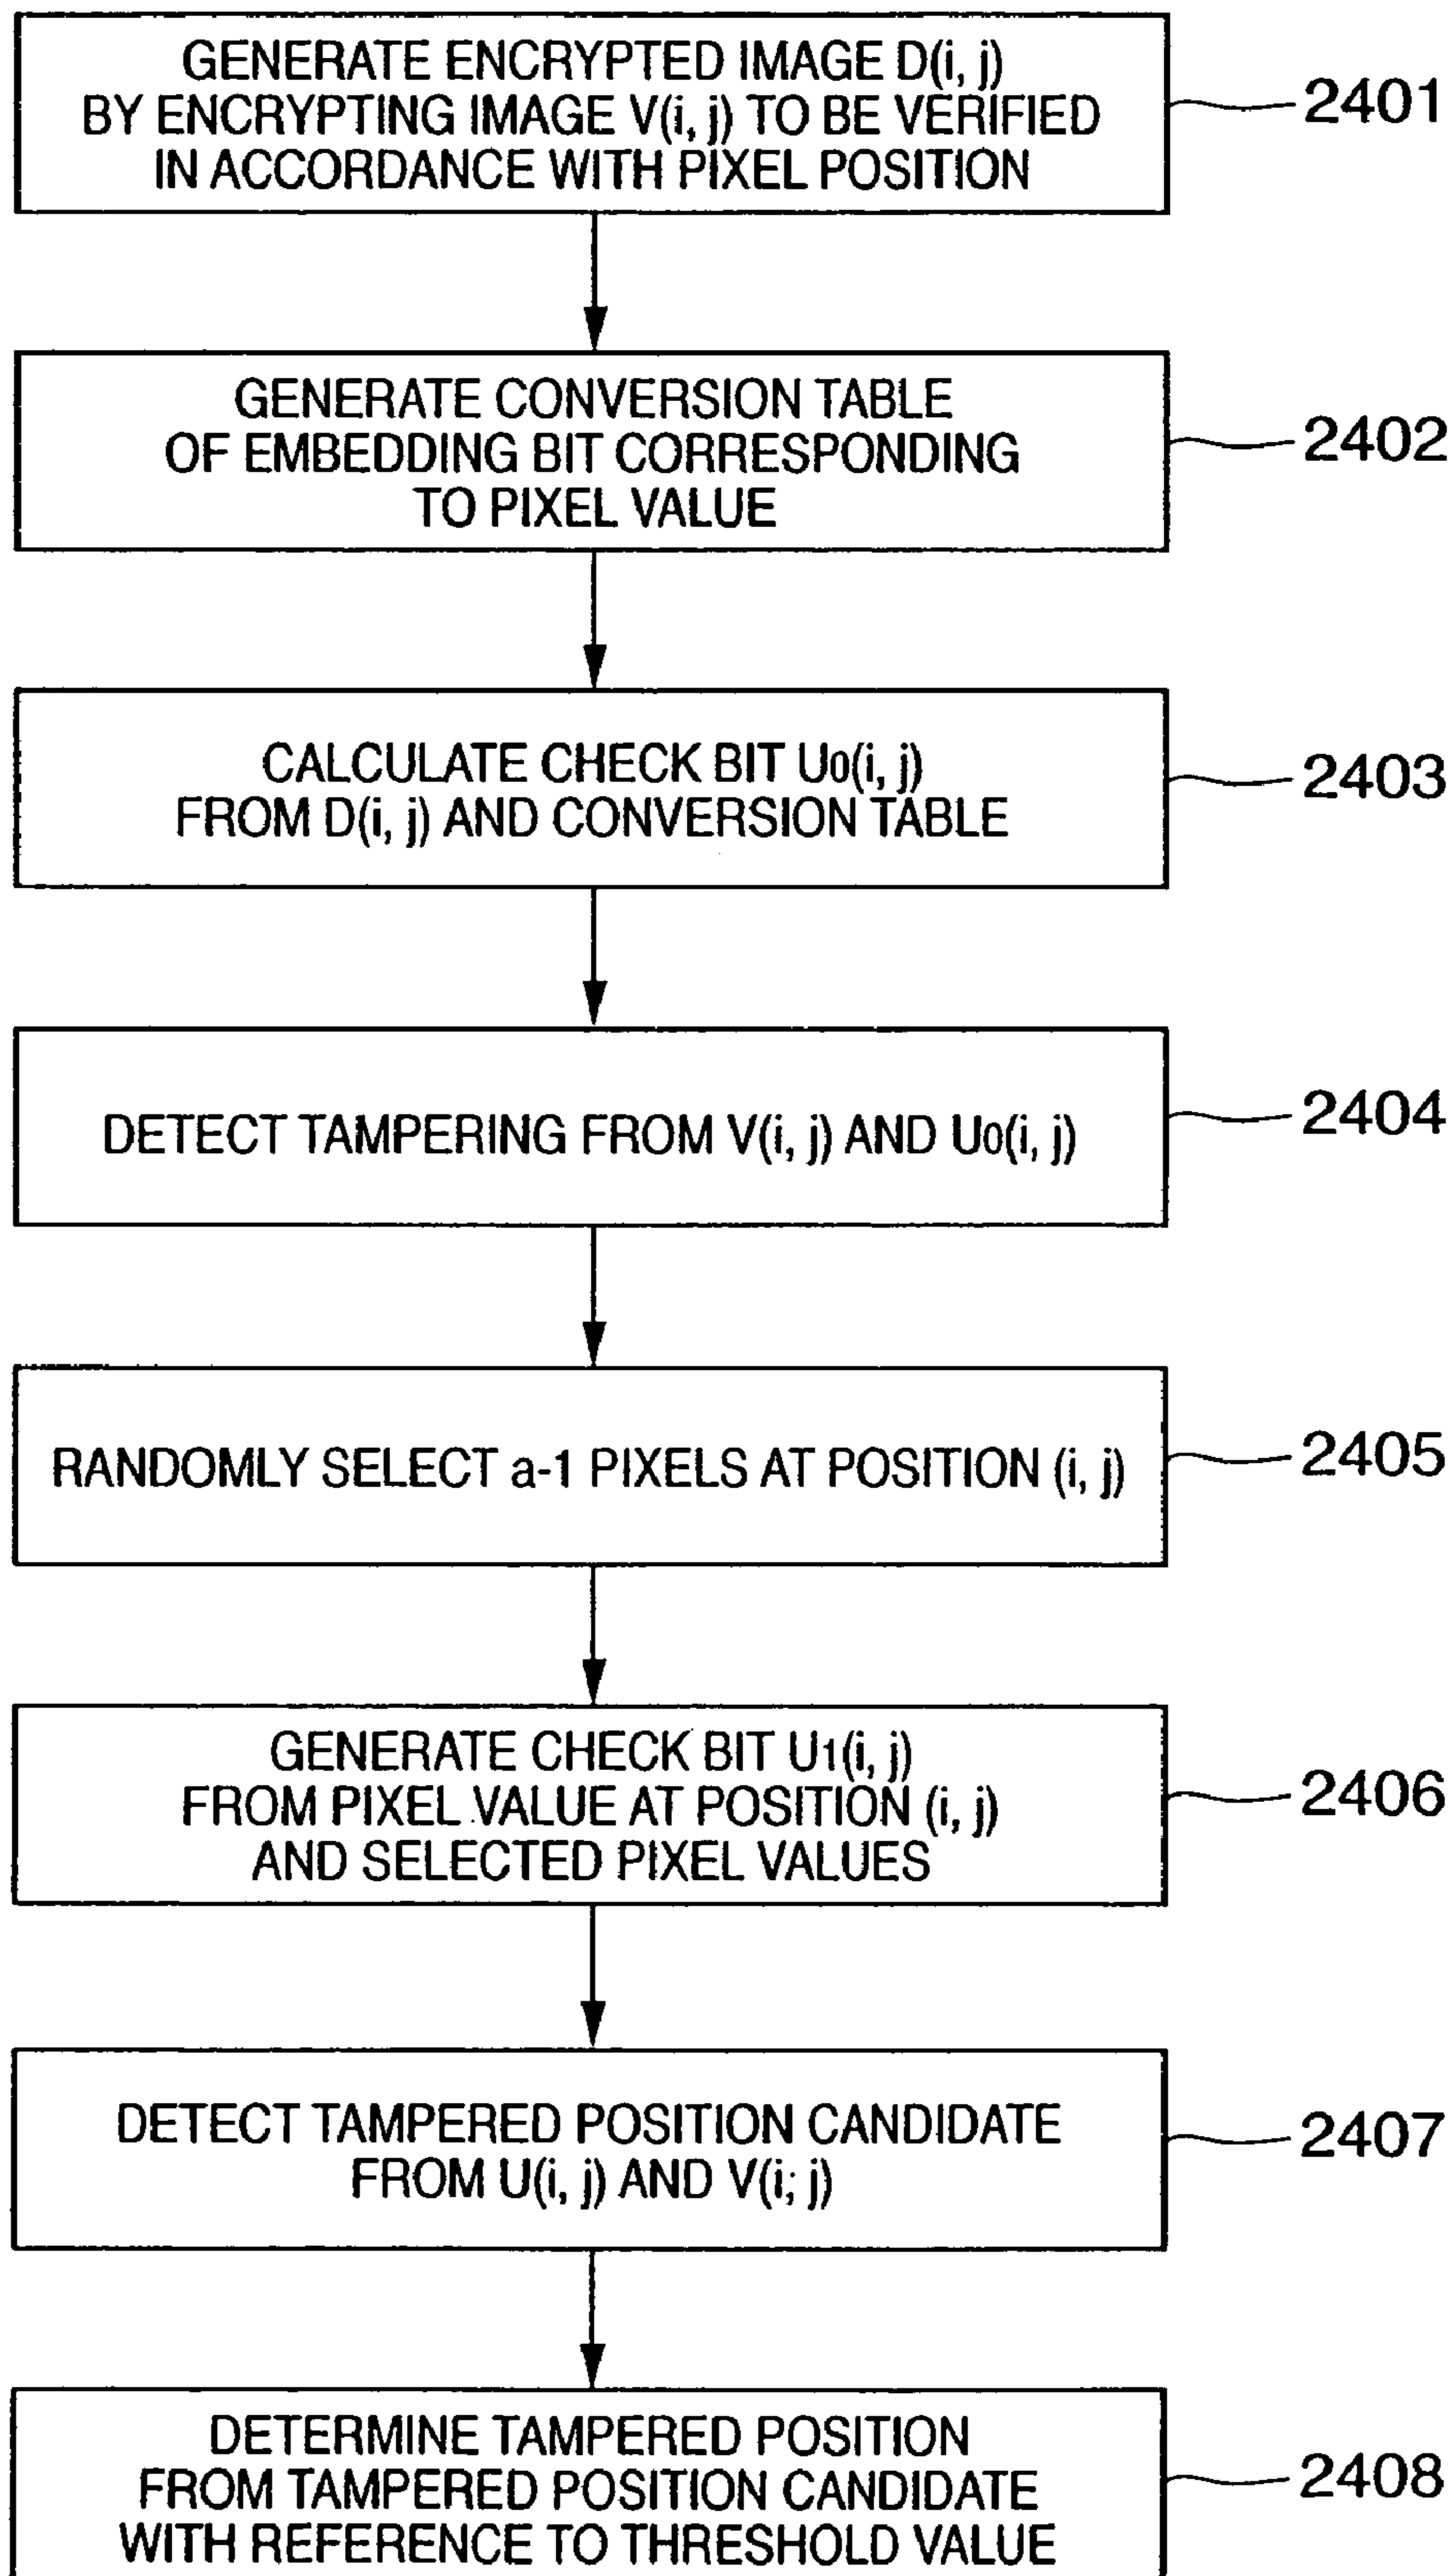 GENERATE ENCRYPTED IMAGE D(i, j)
BY ENCRYPTING IMAGE V(i, j) TO BE VERIFIED
IN ACCORDANCE WITH PIXEL POSITION
2401
GENERATE CONVERSION TABLE
OF EMBEDDING BIT CORRESPONDING
TO PIXEL VALUE
2402
CALCULATE CHECK BIT U0(i, j)
FROM D(i, j) AND CONVERSION TABLE
2403
DETECT TAMPERING FROM V(i, j) AND U0(i, j)
2404
RANDOMLY SELECT a-1 PIXELS AT POSITION (i, j)
2405
GENERATE CHECK BIT U1(i, j)
FROM PIXEL VALUE AT POSITION (i, j)
AND SELECTED PIXEL VALUES
2406
DETECT TAMPERED POSITION CANDIDATE
FROM U(i, j) AND V(i; j)
2407
DETERMINE TAMPERED POSITION
FROM TAMPERED POSITION CANDIDATE
WITH REFERENCE TO THRESHOLD VALUE
2408